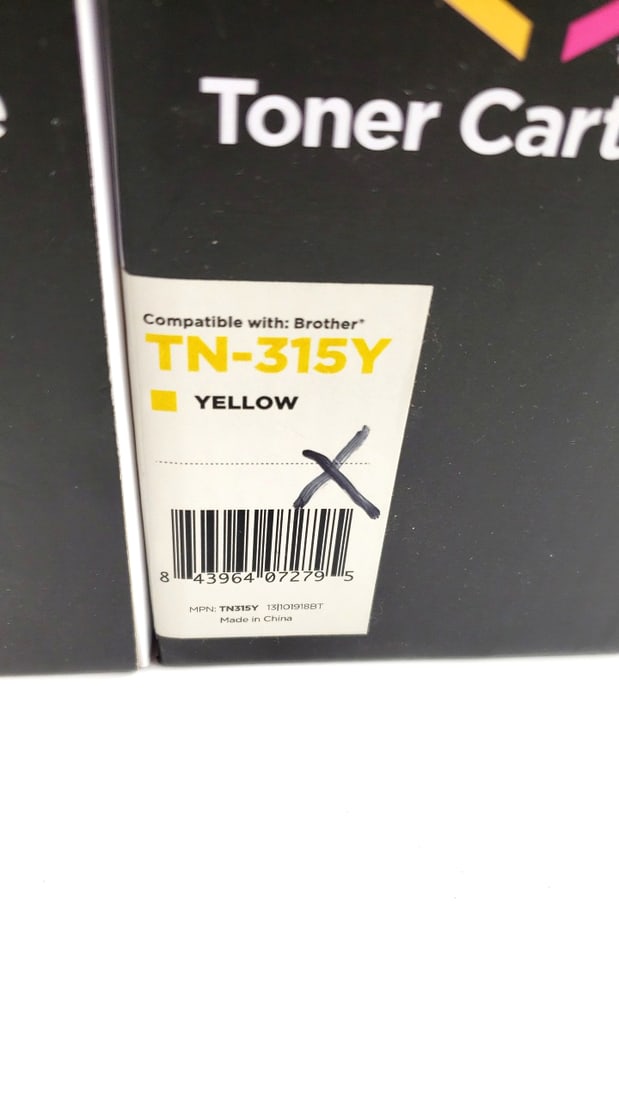 Toner Cart
Compatible with: Brother*
TN-315Y
YELLOW
X
8 43964 07279 5
MPN: TN315Y 13|101918BT
Made in China